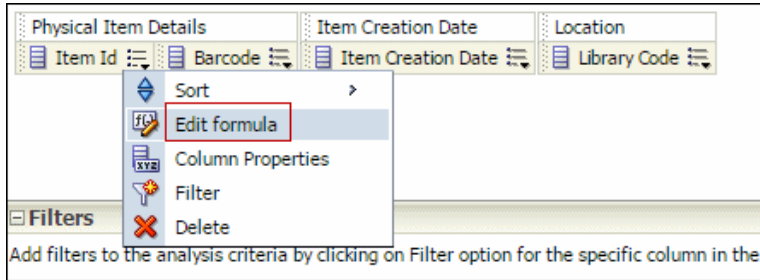 Physical Item Details Item Creation Date Location
Item Id Barcode Item Creation Date Library Code
Sort
Edit formula
Column Properties
Filter
Delete
Filters
Add filters to the analysis criteria by clicking on Filter option for the specific column in the